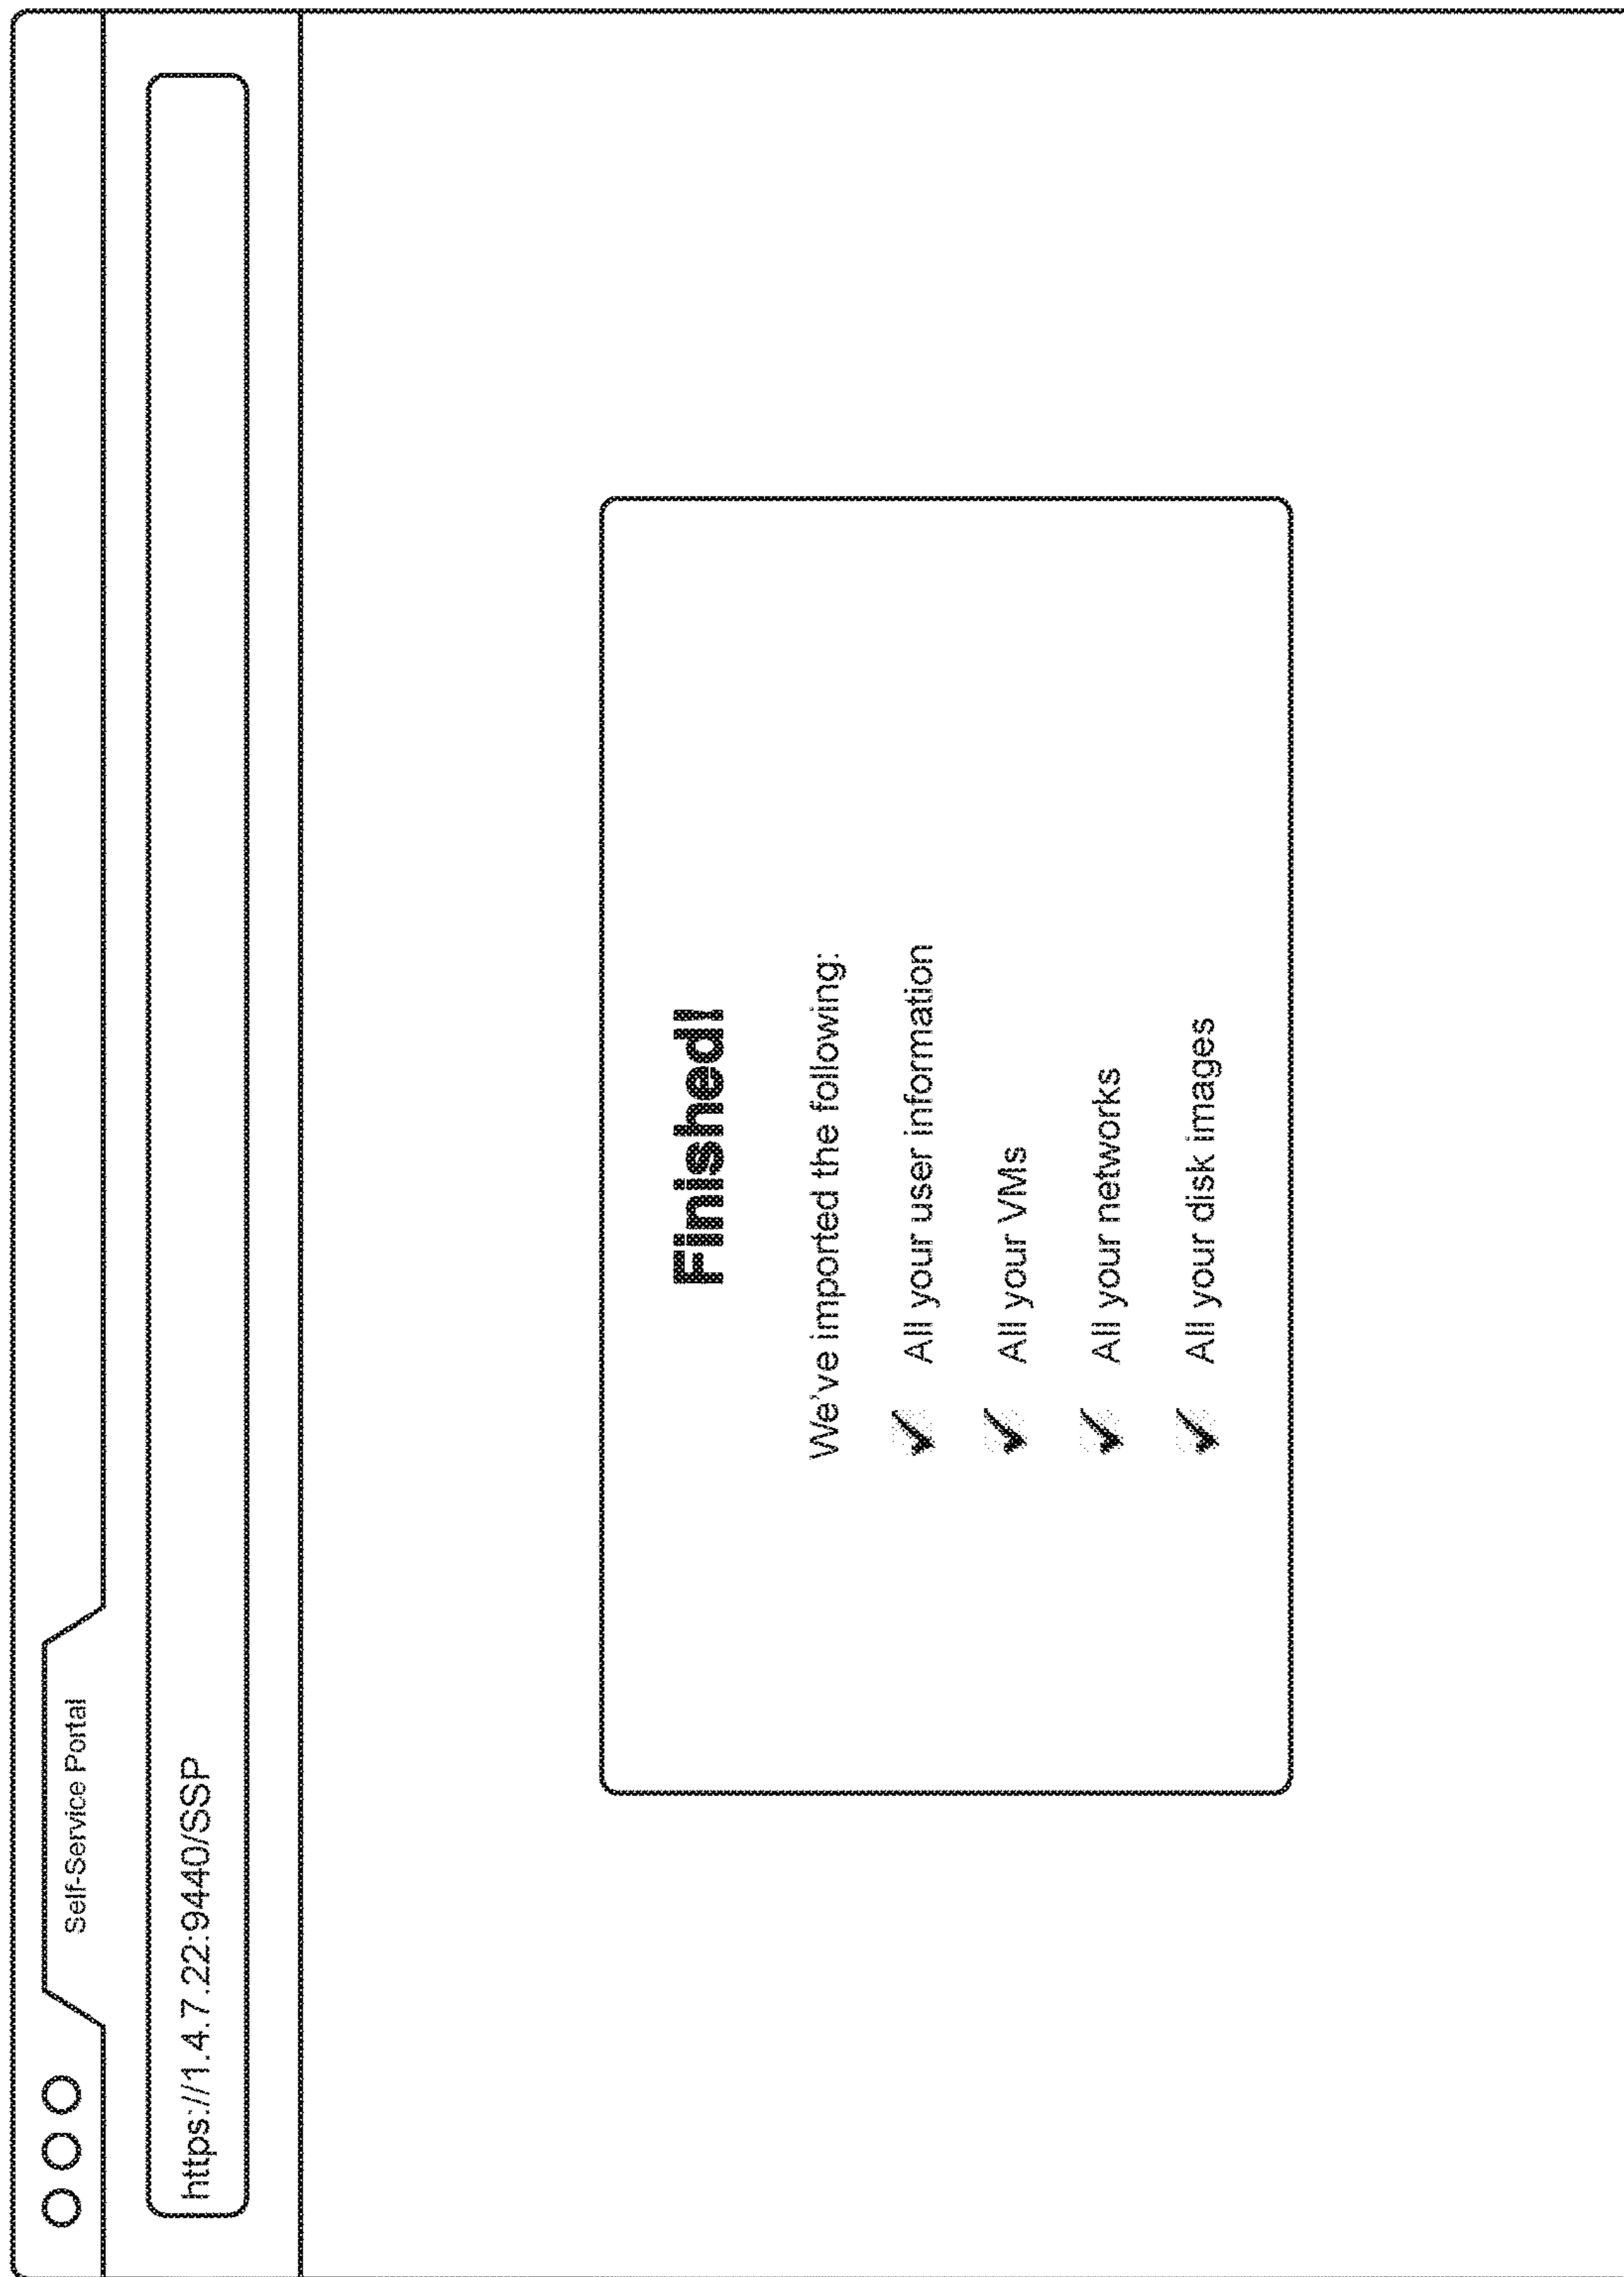 Self-Service Portal
https://1.4.7.22:9440/SSP
Finished!
We've imported the following:
All your user information
All your VMs
All your networks
All your disk images